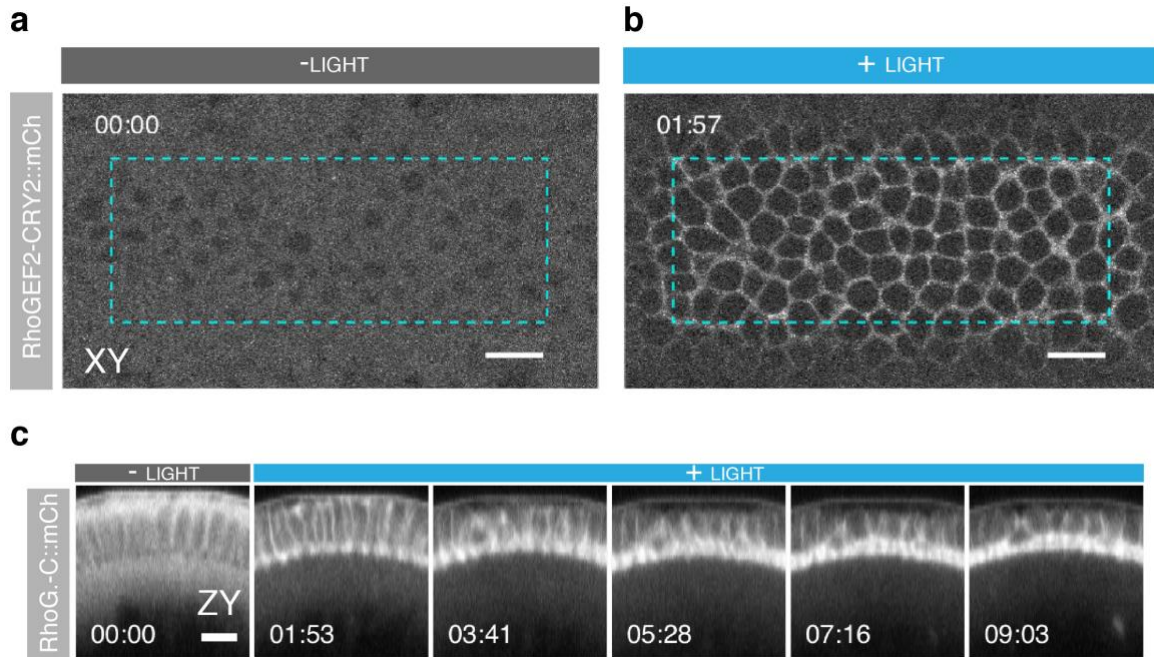 a
b
-LIGHT
+ LIGHT
RhoGEF2-CRY2::mCh
00:00
01:57
XY
c
- LIGHT
+ LIGHT
RhoG.-C::mCh
ZY
00:00
01:53
03:41
05:28
07:16
09:03